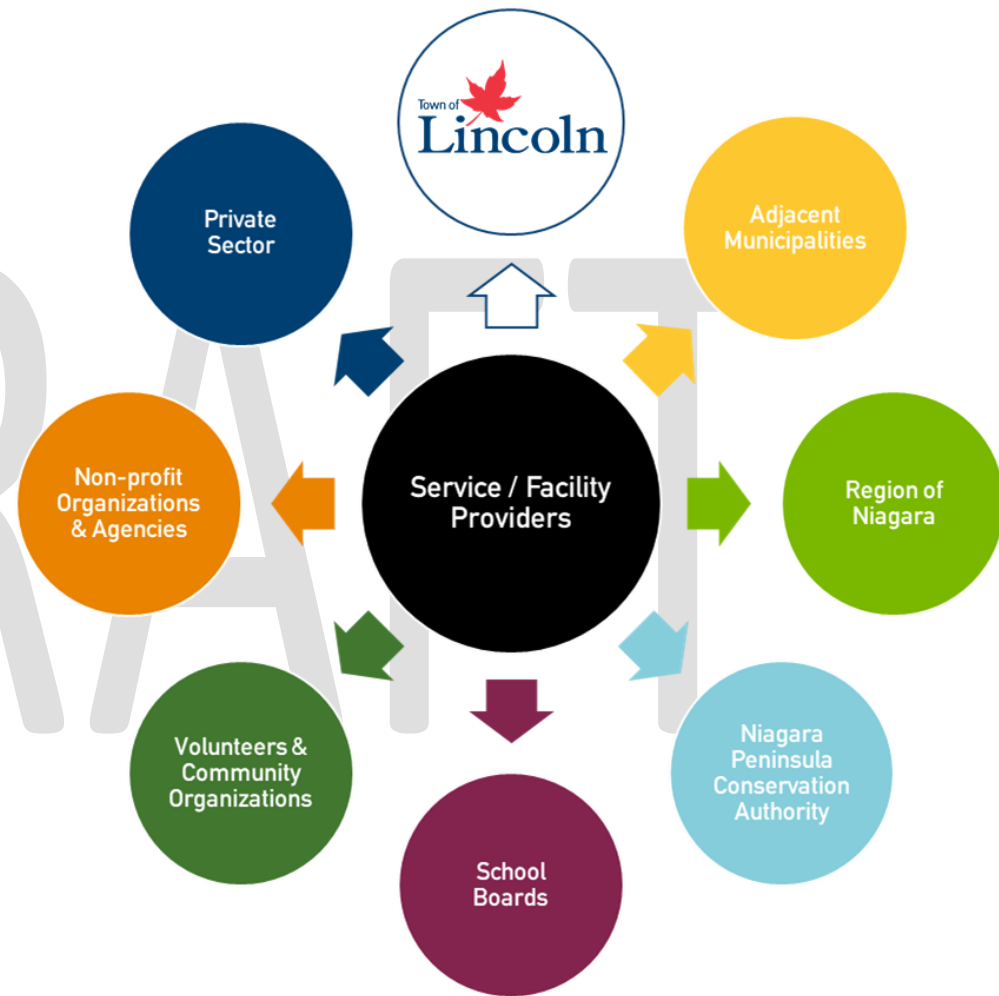 Town of
Lincoln
Adjacent
Municipalities
Region of
Niagara
Niagara
Peninsula
Conservation
Authority
School
Boards
Volunteers &
Community
Organizations
Non-profit
Organizations
& Agencies
Private
Sector
Service / Facility
Providers
RAFT